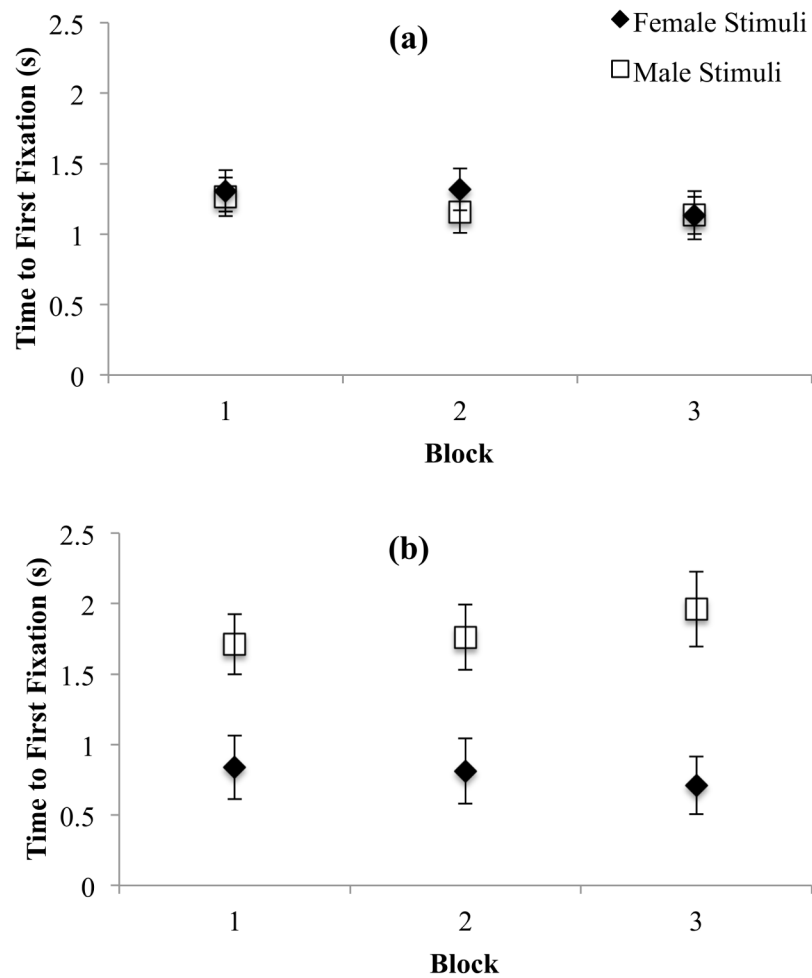 (a)
Female Stimuli
Male Stimuli
Time to First Fixation (s)
2.5
2
1.5
1
0.5
0
1 2 3
Block
(b)
Time to First Fixation (s)
2.5
2
1.5
1
0.5
0
1 2 3
Block